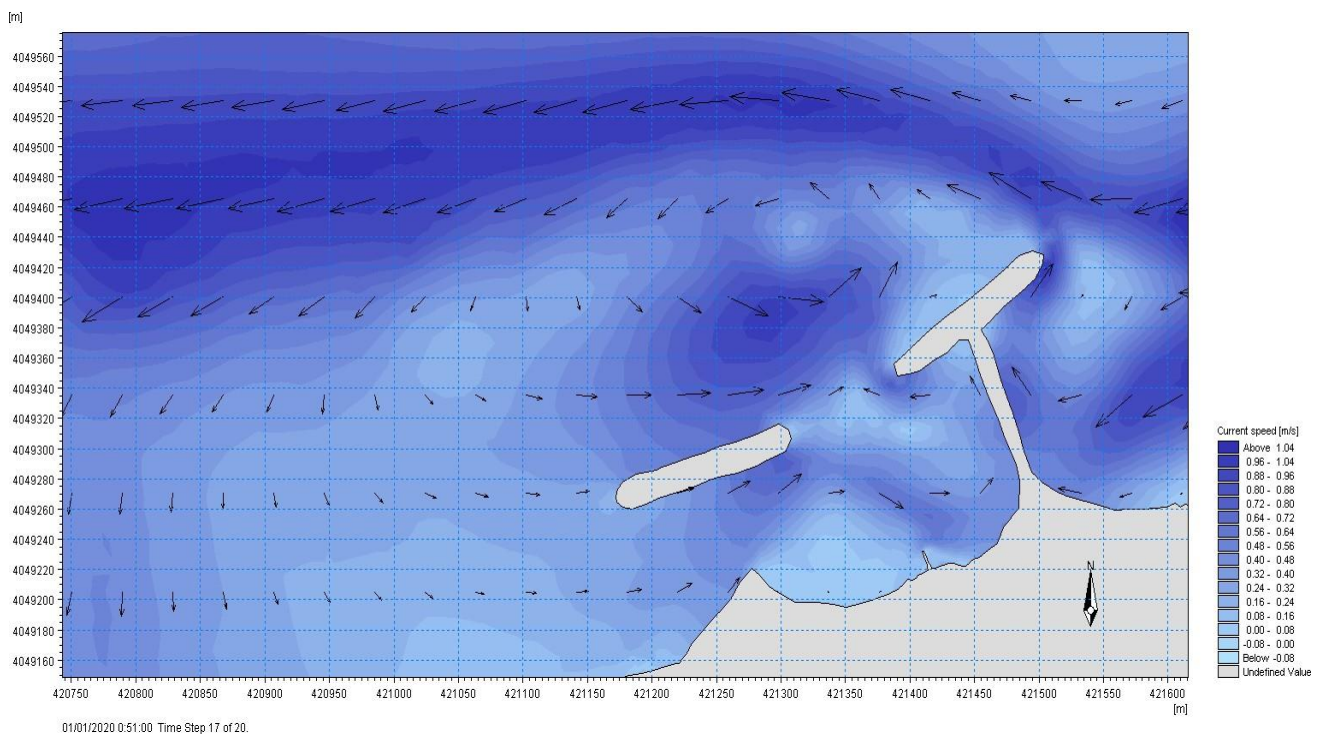 [m]
4049560
4049540
4049520
4049500
4049480
4049460
4049440
4049420
4049400
4049380
4049360
4049340
4049320
4049300
4049280
4049260
4049240
4049220
4049200
4049180
4049160
N
420750 420800 420850 420900 420950 421000 421050 421100 421150 421200 421250 421300 421350 421400 421450 421500 421550 421600
[m]
Current speed [m/s]
Above 1.04
0.96 - 1.04
0.88 - 0.96
0.80 - 0.88
0.72 - 0.80
0.64 - 0.72
0.56 - 0.64
0.48 - 0.56
0.40 - 0.48
0.32 - 0.40
0.24 - 0.32
0.16 - 0.24
0.08 - 0.16
0.00 - 0.08
-0.08 - 0.00
Below -0.08
Undefined Value
01/01/2020 0:51:00 Time Step 17 of 20.